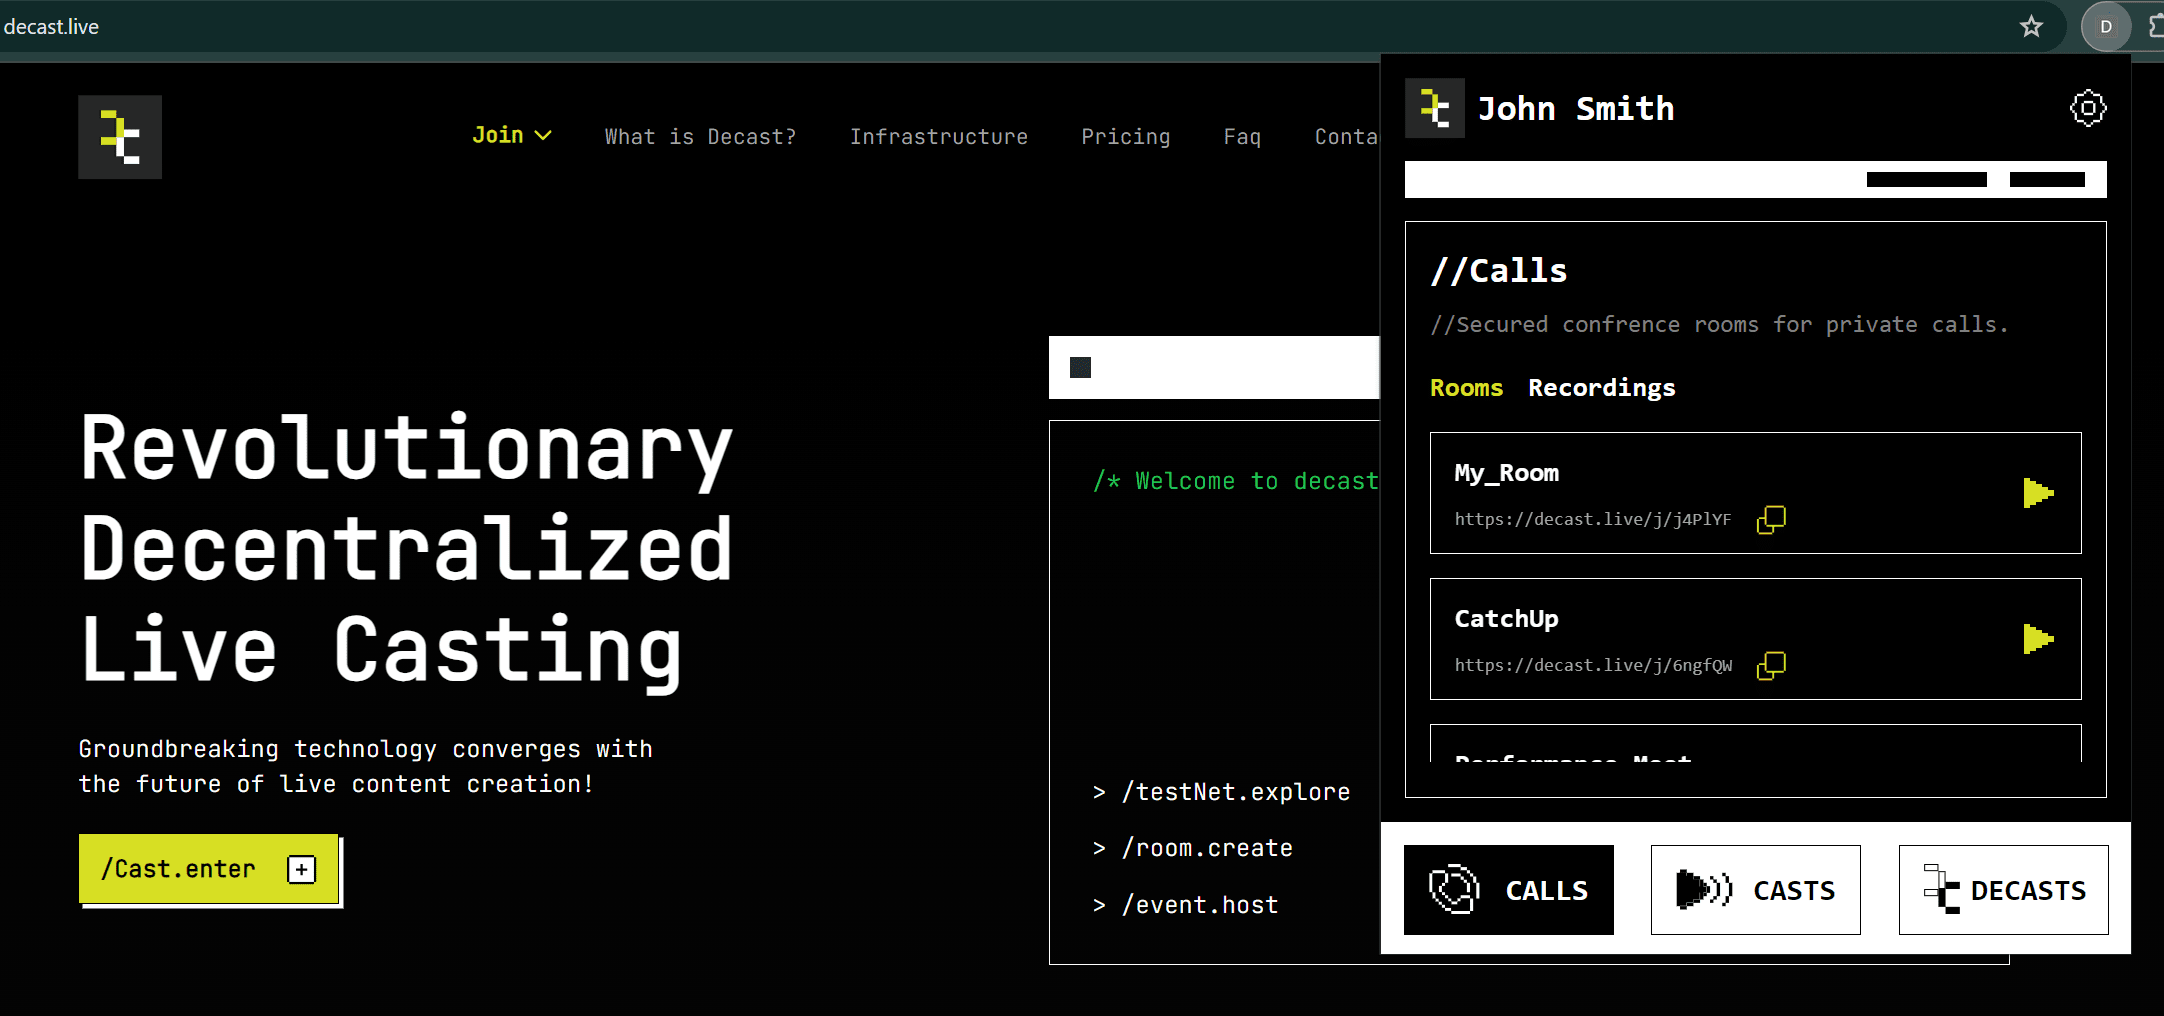 decast.live
D
Join
What is Decast?
Infrastructure
Pricing
Faq
Conta
John Smith
//Calls
//Secured confrence rooms for private calls.
Rooms
Recordings
My_Room
https://decast.live/j/j4PlYF
CatchUp
https://decast.live/j/6ngfQW
Performance Meet
CALLS
CASTS
DECASTS
Revolutionary
Decentralized
Live Casting
Groundbreaking technology converges with
the future of live content creation!
/Cast.enter
/* Welcome to decast
> /testNet.explore
> /room.create
> /event.host